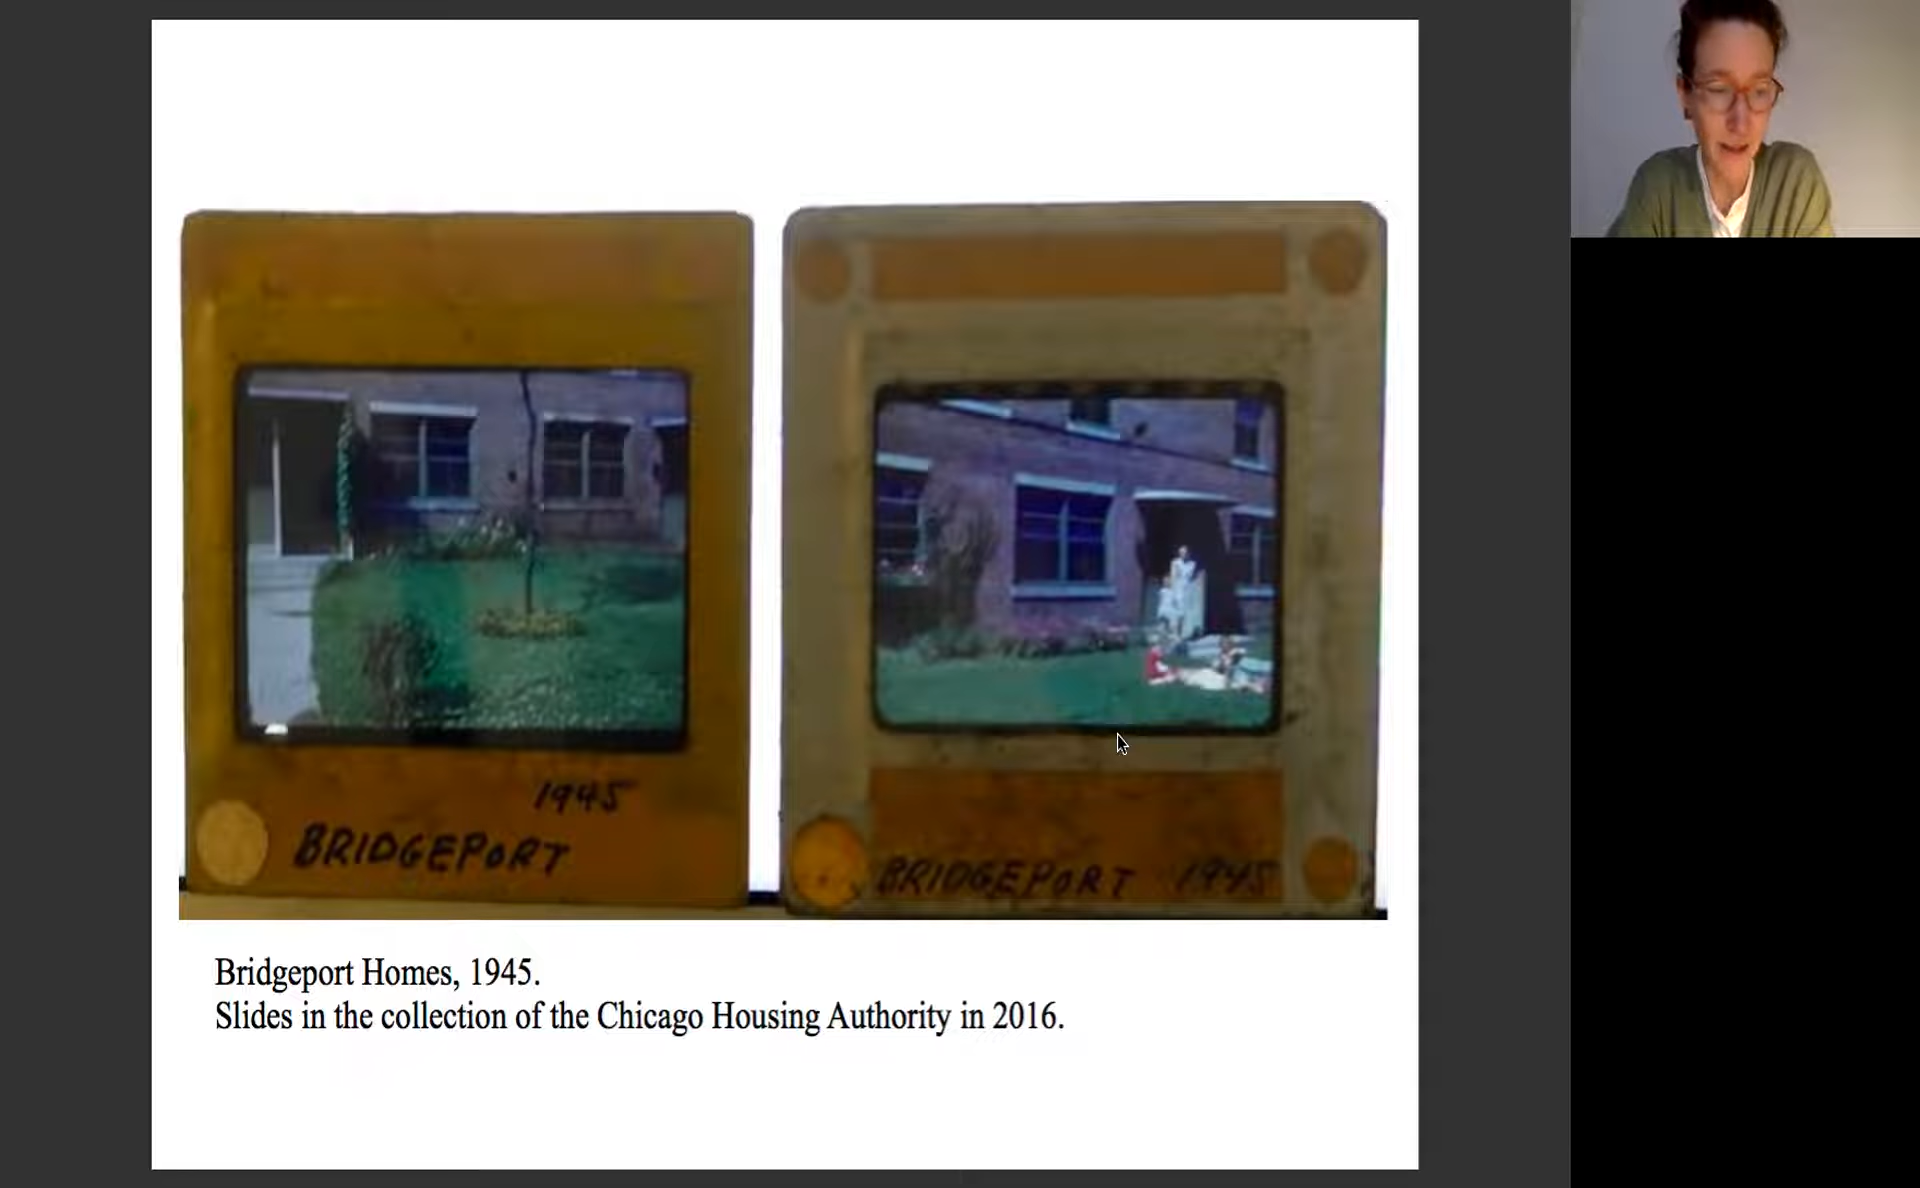 1945
BRIDGEPORT
BRIDGEPORT 1945
Bridgeport Homes, 1945.
Slides in the collection of the Chicago Housing Authority in 2016.